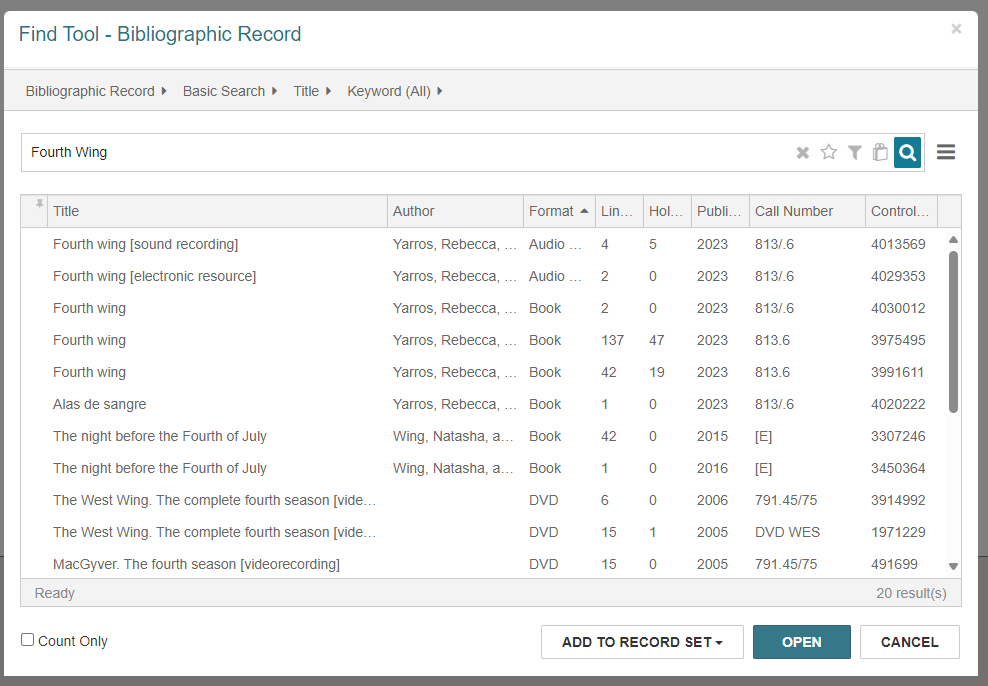 Find Tool - Bibliographic Record ×
Bibliographic Record Basic Search Title Keyword (All)
Fourth Wing
Title Author Format Lin... Hol... Publi... Call Number Control...
Fourth wing [sound recording] Yarros, Rebecca, ... Audio ... 4 5 2023 813/.6 4013569
Fourth wing [electronic resource] Yarros, Rebecca, ... Audio ... 2 0 2023 813/.6 4029353
Fourth wing Yarros, Rebecca, ... Book 2 0 2023 813/.6 4030012
Fourth wing Yarros, Rebecca, ... Book 137 47 2023 813.6 3975495
Fourth wing Yarros, Rebecca, ... Book 42 19 2023 813.6 3991611
Alas de sangre Yarros, Rebecca, ... Book 1 0 2023 813/.6 4020222
The night before the Fourth of July Wing, Natasha, a... Book 42 0 2015 [E] 3307246
The night before the Fourth of July Wing, Natasha, a... Book 1 0 2016 [E] 3450364
The West Wing. The complete fourth season [vide... DVD 6 0 2006 791.45/75 3914992
The West Wing. The complete fourth season [vide... DVD 15 1 2005 DVD WES 1971229
MacGyver. The fourth season [videorecording] DVD 15 0 2005 791.45/75 491699
Ready 20 result(s)
Count Only ADD TO RECORD SET OPEN CANCEL